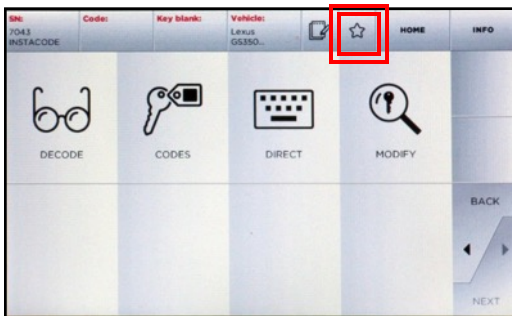 SN:
7043
INSTACODE
Code:
Key blank:
Vehicle:
Lexus
GS350...
HOME
INFO
DECODE
CODES
DIRECT
MODIFY
BACK
NEXT